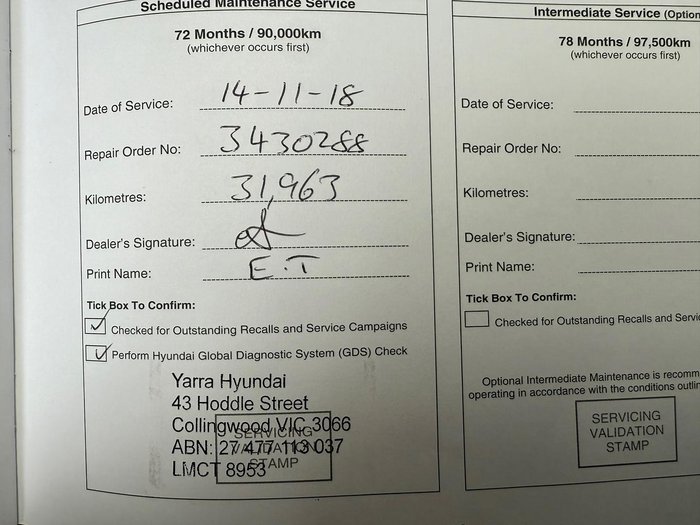 Scheduled Maintenance Service
72 Months / 90,000km
(whichever occurs first)
Date of Service: 14-11-18
Repair Order No: 3430288
Kilometres: 31,963
Dealer's Signature:
Print Name: E.T
Tick Box To Confirm:
Checked for Outstanding Recalls and Service Campaigns
Perform Hyundai Global Diagnostic System (GDS) Check
Yarra Hyundai
43 Hoddle Street
Collingwood VIC 3066
ABN: 27 477 113 037
LMCT 8953
SERVICING
VALIDATION
STAMP
Intermediate Service
78 Months / 97,500km
(whichever occurs first)
Date of Service:
Repair Order No:
Kilometres:
Dealer's Signature:
Print Name:
Tick Box To Confirm:
Checked for Outstanding Recalls and
Optional Intermediate Maintenance is
operating in accordance with the conditions
SERVICING
VALIDATION
STAMP